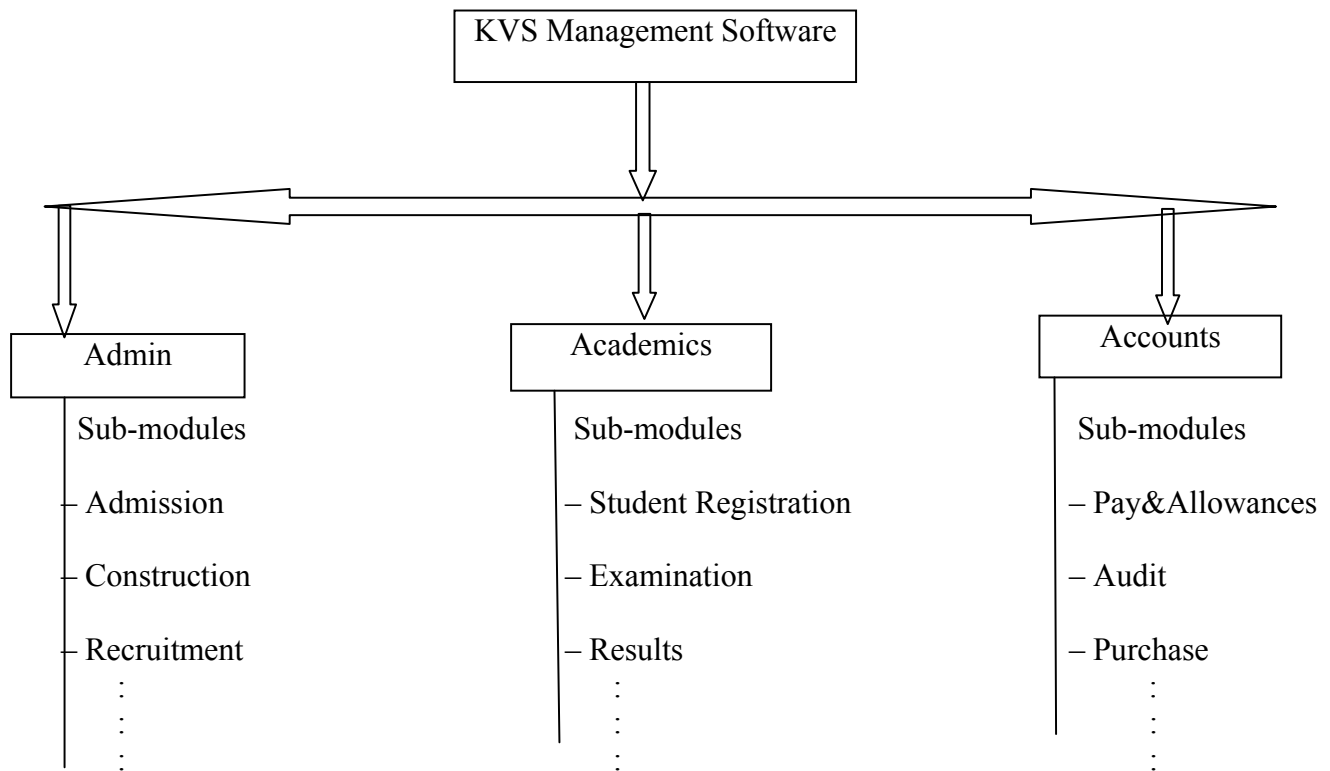 KVS Management Software
Admin
Sub-modules
– Admission
– Construction
– Recruitment
Academics
Sub-modules
– Student Registration
– Examination
– Results
Accounts
Sub-modules
– Pay&Allowances
– Audit
– Purchase